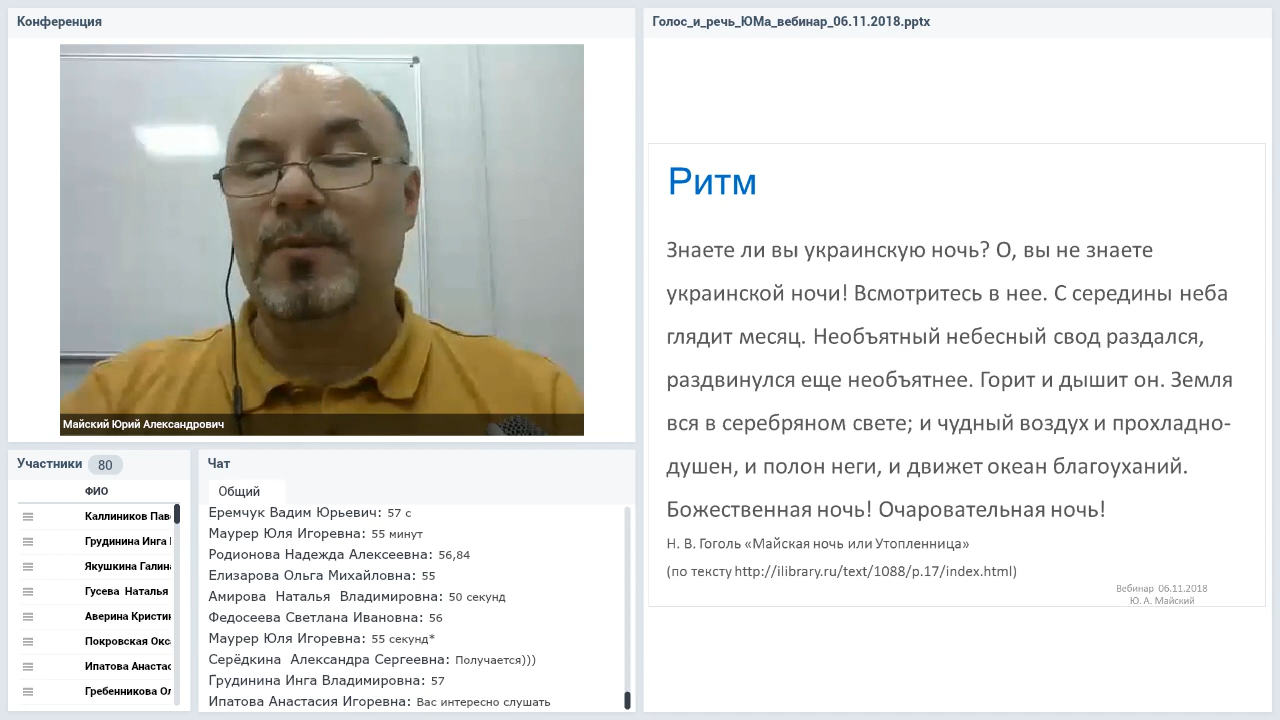 Конференция
Майский Юрий Александрович
Участники 80
ФИО
Каллиников
Грудинина Инга
Якушкина
Гусева Наталья
Аверина
Покровская
Ипатова
Гребенникова
Чат
Общий
Еремчук Вадим Юрьевич: 57 с
Маурер Юля Игоревна: 55 минут
Родионова Надежда Алексеевна: 56,84
Елизарова Ольга Михайловна: 55
Амирова Наталья Владимировна: 50 секунд
Федосеева Светлана Ивановна: 56
Маурер Юля Игоревна: 55 секунд*
Серёдкина Александра Сергеевна: Получается)))
Грудинина Инга Владимировна: 57
Ипатова Анастасия Игоревна: Вас интересно слушать
Голос_и_речь_ЮМа_вебинар_06.11.2018.pptx
Ритм
Знаете ли вы украинскую ночь? О, вы не знаете
украинской ночи! Всмотритесь в нее. С середины неба
глядит месяц. Необъятный небесный свод раздался,
раздвинулся еще необъятнее. Горит и дышит он. Земля
вся в серебряном свете; и чудный воздух и прохладно-
душен, и полон неги, и движет океан благоуханий.
Божественная ночь! Очаровательная ночь!
Н. В. Гоголь «Майская ночь или Утопленница»
(по тексту http://ilibrary.ru/text/1088/p.17/index.html)
Вебинар 06.11.2018
Ю. А. Майский